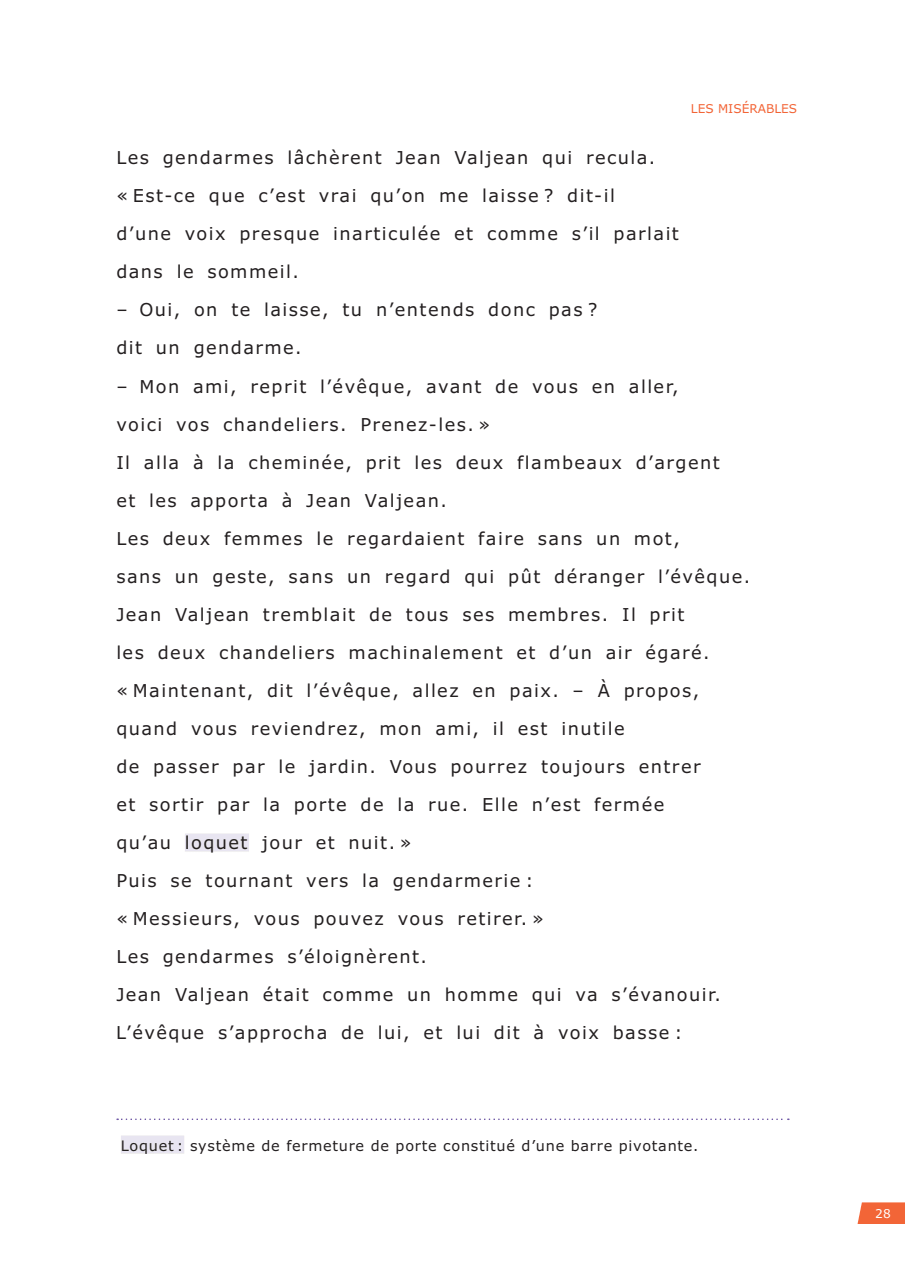 LES MISÉRABLES
Les gendarmes lâchèrent Jean Valjean qui recula.
« Est-ce que c’est vrai qu’on me laisse ? dit-il
d’une voix presque inarticulée et comme s’il parlait
dans le sommeil.
– Oui, on te laisse, tu n’entends donc pas ?
dit un gendarme.
– Mon ami, reprit l’évêque, avant de vous en aller,
voici vos chandeliers. Prenez-les. »
Il alla à la cheminée, prit les deux flambeaux d’argent
et les apporta à Jean Valjean.
Les deux femmes le regardaient faire sans un mot,
sans un geste, sans un regard qui pût déranger l’évêque.
Jean Valjean tremblait de tous ses membres. Il prit
les deux chandeliers machinalement et d’un air égaré.
« Maintenant, dit l’évêque, allez en paix. – À propos,
quand vous reviendrez, mon ami, il est inutile
de passer par le jardin. Vous pourrez toujours entrer
et sortir par la porte de la rue. Elle n’est fermée
qu’au loquet jour et nuit. »
Puis se tournant vers la gendarmerie :
« Messieurs, vous pouvez vous retirer. »
Les gendarmes s’éloignèrent.
Jean Valjean était comme un homme qui va s’évanouir.
L’évêque s’approcha de lui, et lui dit à voix basse :
Loquet : système de fermeture de porte constitué d’une barre pivotante.
28